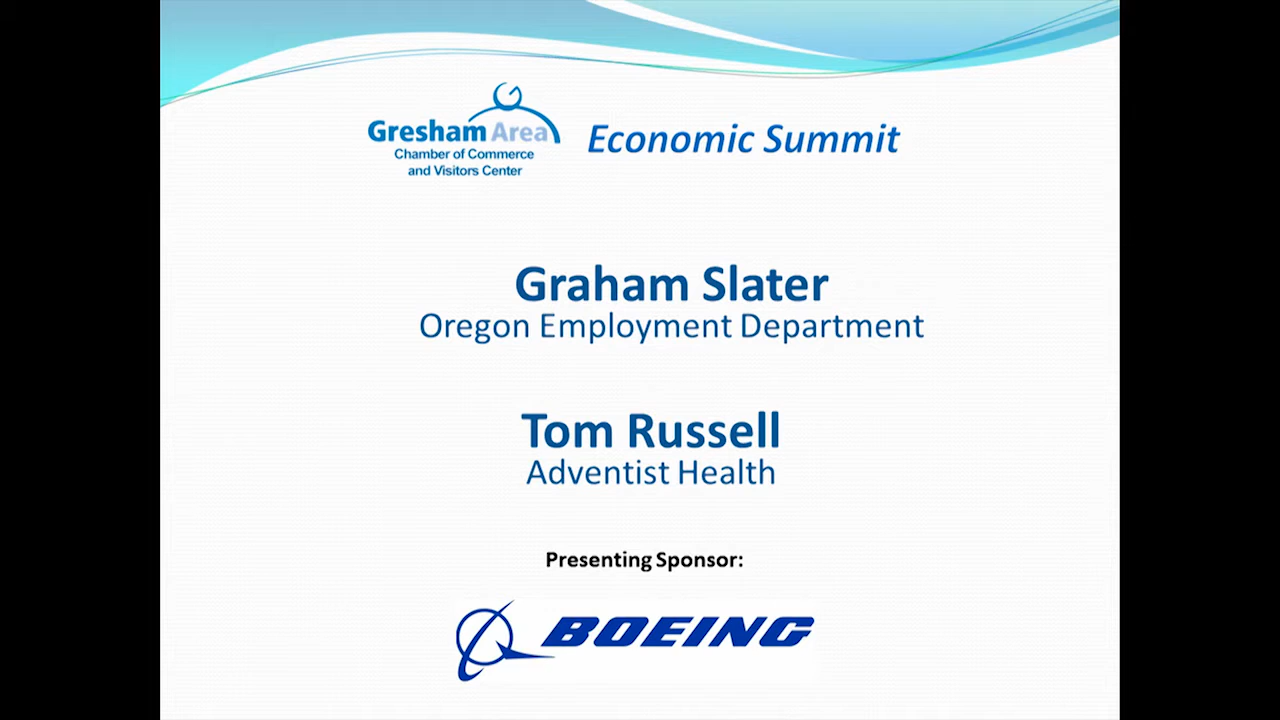 Gresham Area
Chamber of Commerce
and Visitors Center
Economic Summit
Graham Slater
Oregon Employment Department
Tom Russell
Adventist Health
Presenting Sponsor:
BOEING